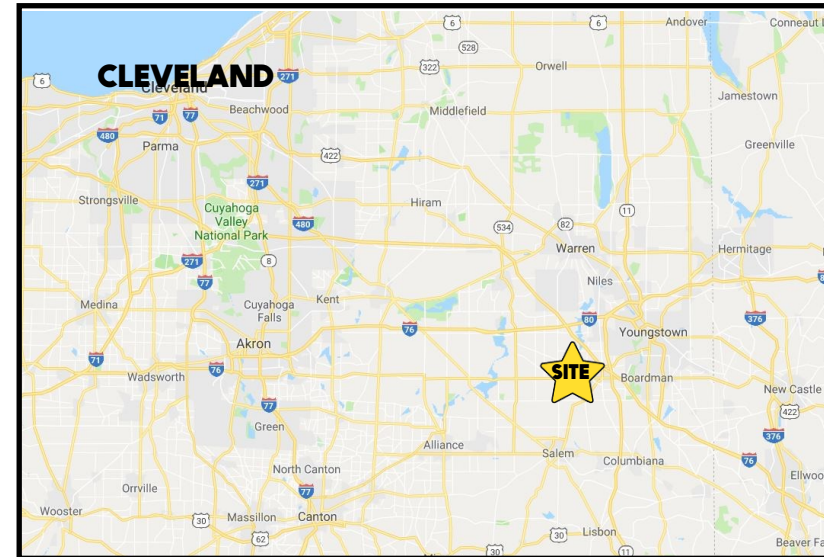 6
6
Andover
Conneaut L
528
322
Orwell
CLEVELAND
271
Cleveland
6
Jamestown
Beachwood
Middlefield
71
77
480
Parma
422
Greenville
271
Strongsville
Hiram
Cuyahoga
Valley
National Park
480
11
534
82
Warren
Hermitage
271
8
77
Niles
Medina
Cuyahoga
Falls
Kent
376
80
76
Youngstown
Akron
71
76
SITE
Wadsworth
Boardman
New Castle
77
422
Green
376
Alliance
Salem
Columbiana
76
North Canton
Ellwoo
Orrville
77
Wooster
30
Massillon
Canton
62
30
Lisbon
30
11
Beaver Fa